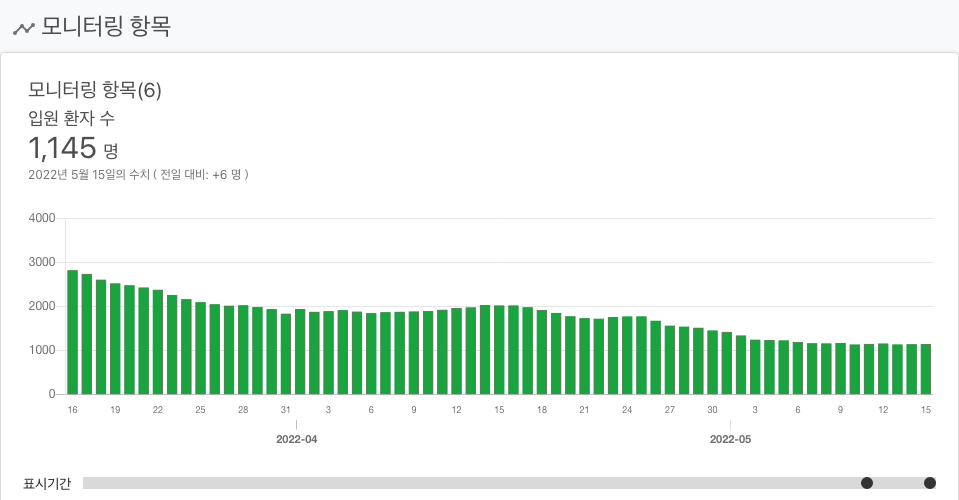 모니터링 항목
모니터링 항목(6)
입원 환자 수
1,145 명
2022년 5월 15일의 수치 ( 전일 대비: +6 명 )
4000
3000
2000
1000
0
16 19 22 25 28 31 3 6 9 12 15 18 21 24 27 30 3 6 9 12 15
2022-04 2022-05
표시기간